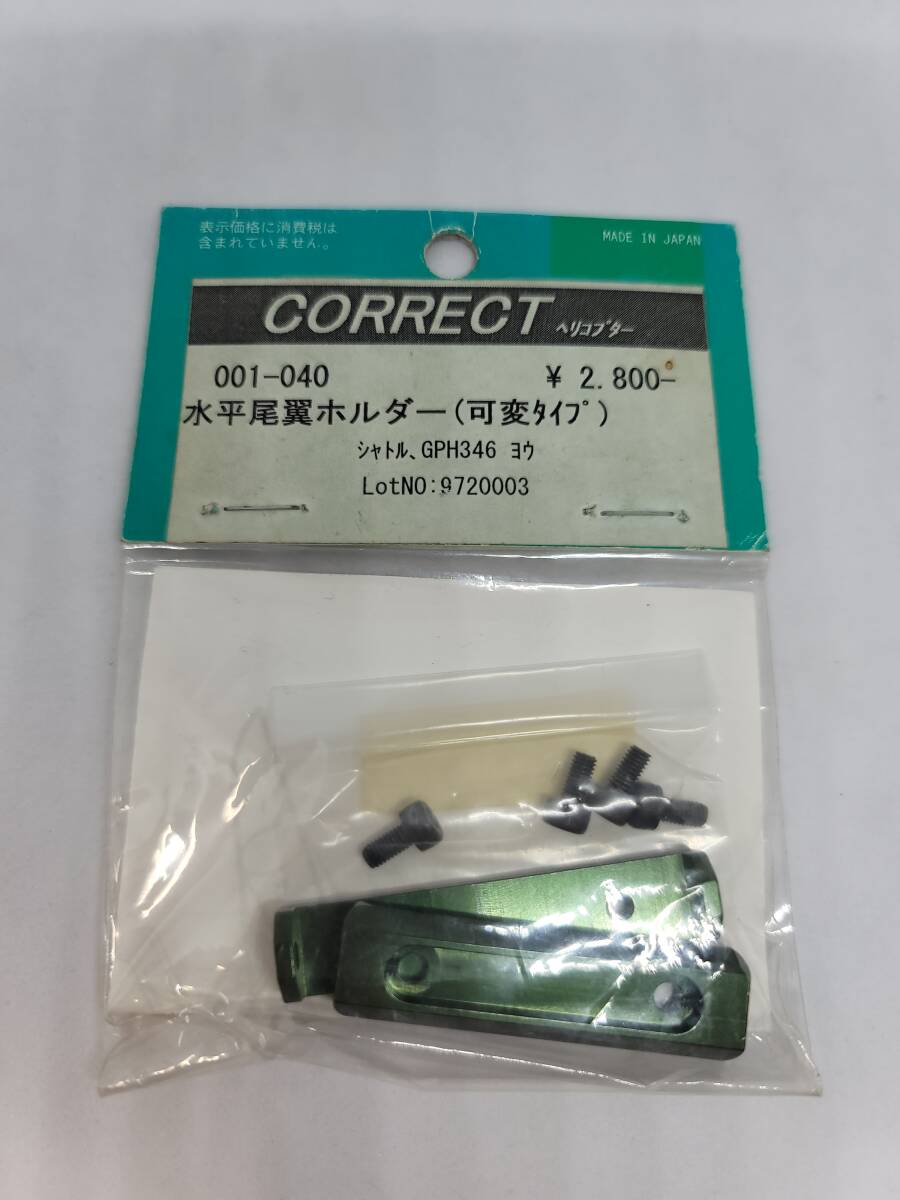 表示価格に消費税は
含まれていません。
MADE IN JAPAN
CORRECT ヘリコプター
001-040 ¥ 2.800-
水平尾翼ホルダー(可変ﾀｲﾌﾟ)
ｼｬﾄﾙ､GPH346 ﾖｳ
LotNO:9720003